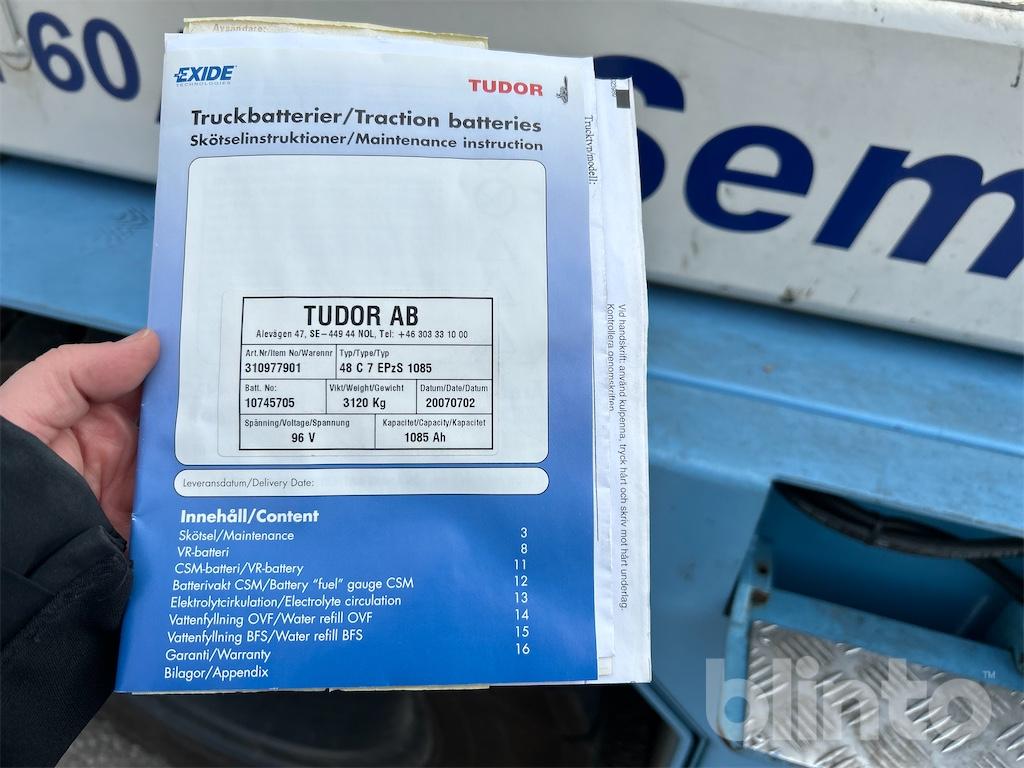 60
Sem
Avsändare:
EXIDE
TECHNOLOGIES
TUDOR
Truckbatterier/Traction batteries
Skötselinstruktioner/Maintenance instruction
TUDOR AB
Alevägen 47, SE-449 44 NOL, Tel: +46 303 33 10 00
Art.Nr/Item No/Warennr
310977901
Typ/Type/Typ
48 C 7 EPzS 1085
Batt. No:
10745705
Vikt/Weight/Gewicht
3120 Kg
Datum/Date/Datum
20070702
Spänning/Voltage/Spannung
96 V
Kapacitet/Capacity/Kapazitet
1085 Ah
Leveransdatum/Delivery Date:
Innehåll/Content
Skötsel/Maintenance 3
VR-batteri 8
CSM-batteri/VR-battery 11
Batterivakt CSM/Battery "fuel" gauge CSM 12
Elektrolytcirkulation/Electrolyte circulation 13
Vattenfyllning OVF/Water refill OVF 14
Vattenfyllning BFS/Water refill BFS 15
Garanti/Warranty 16
Bilagor/Appendix
Trucktyp/modell:
Vid handskrift: använd kulpenna, tryck hårt och skriv mot hårt underlag.
Kontrollera genomskriften.
blinto™